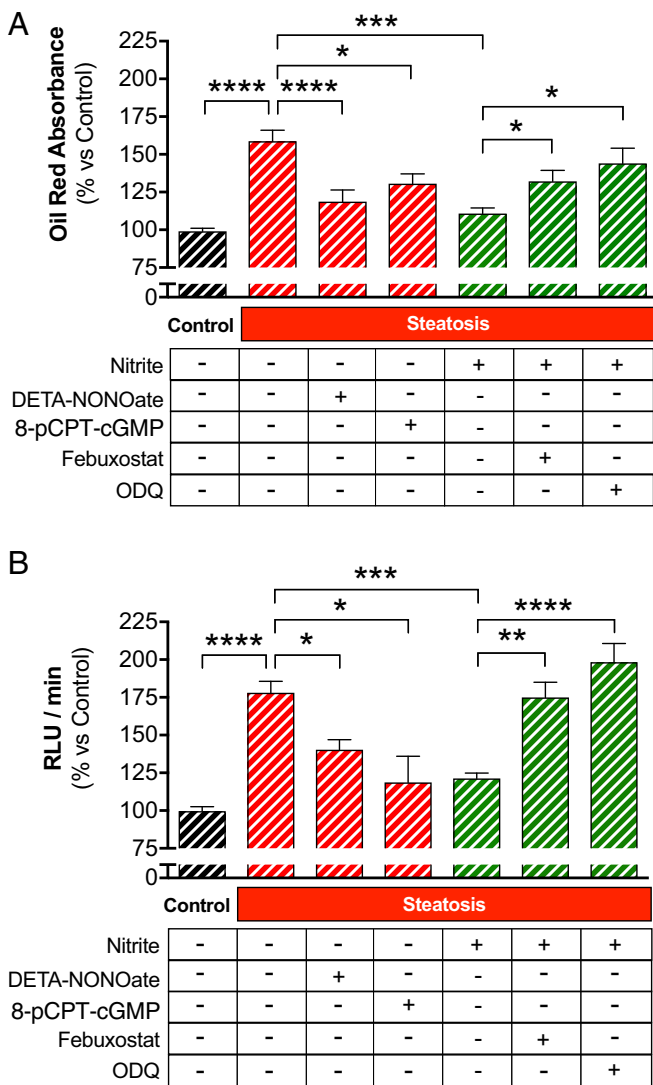 A
Oil Red Absorbance
(% vs Control)
225
200
175
150
125
100
75
0
***
*
****
****
*
*
Control
Steatosis
Nitrite - - - - + + +
DETA-NONOate - - + - - - -
8-pCPT-cGMP - - - + - - -
Febuxostat - - - - - + -
ODQ - - - - - - +
B
RLU / min
(% vs Control)
225
200
175
150
125
100
75
0
***
*
****
****
*
**
Control
Steatosis
Nitrite - - - - + + +
DETA-NONOate - - + - - - -
8-pCPT-cGMP - - - + - - -
Febuxostat - - - - - + -
ODQ - - - - - - +